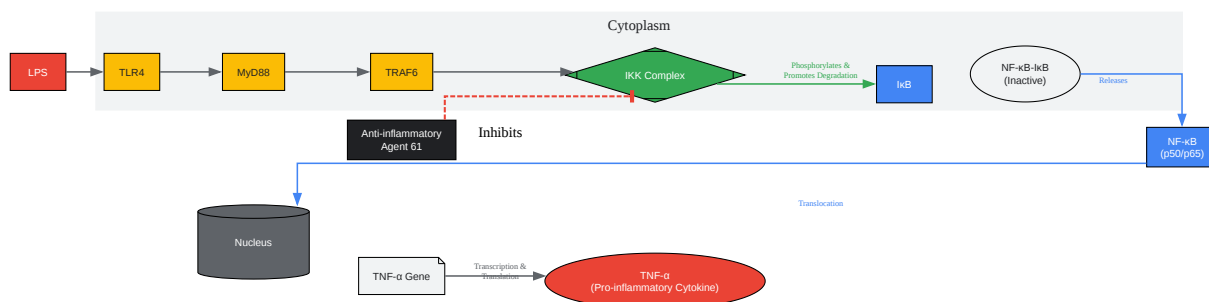 Cytoplasm
LPS
TLR4
MyD88
TRAF6
IKK Complex
Phosphorylates &
Promotes Degradation
IκB
NF-κB-IκB
(Inactive)
Releases
Anti-inflammatory
Agent 61
Inhibits
NF-κB
(p50/p65)
Translocation
Nucleus
TNF-α Gene
Transcription &
Translation
TNF-α
(Pro-inflammatory Cytokine)